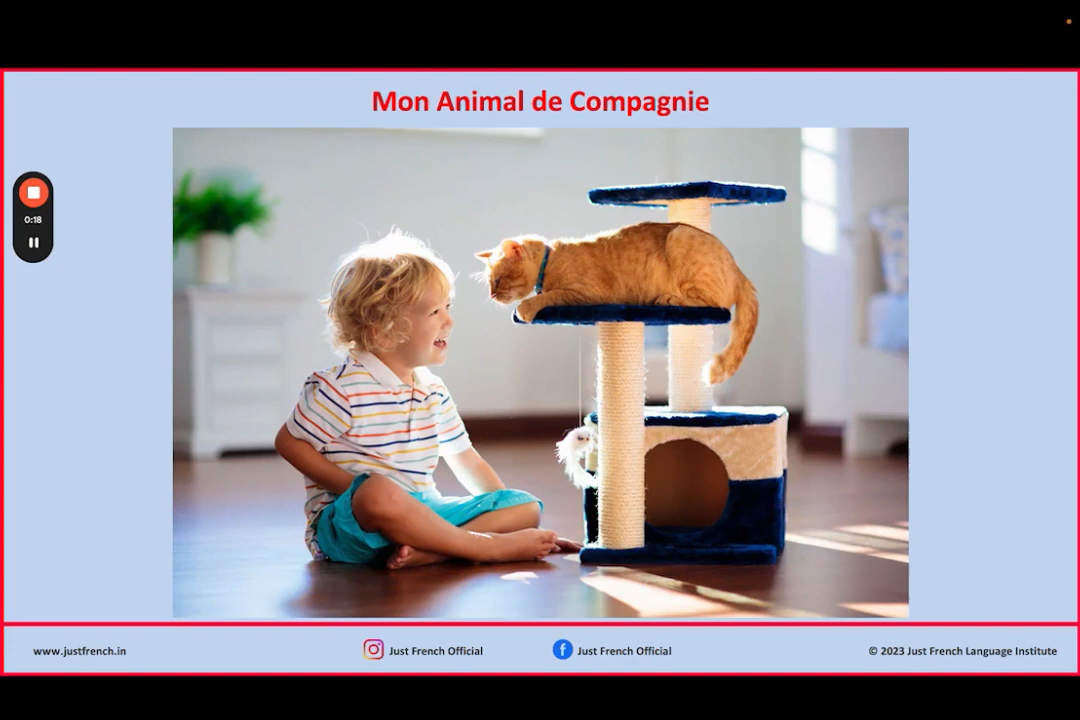 Mon Animal de Compagnie
0:18
www.justfrench.in
Just French Official
Just French Official
© 2023 Just French Language Institute